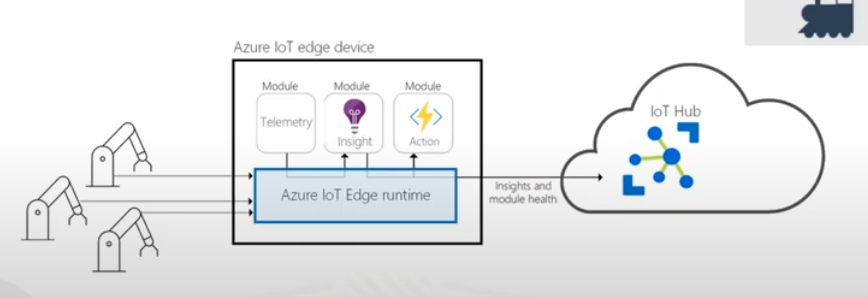 Azure IoT edge device
Module
Module
Module
Telemetry
Insight
Action
Azure IoT Edge runtime
Insights and
module health
IoT Hub